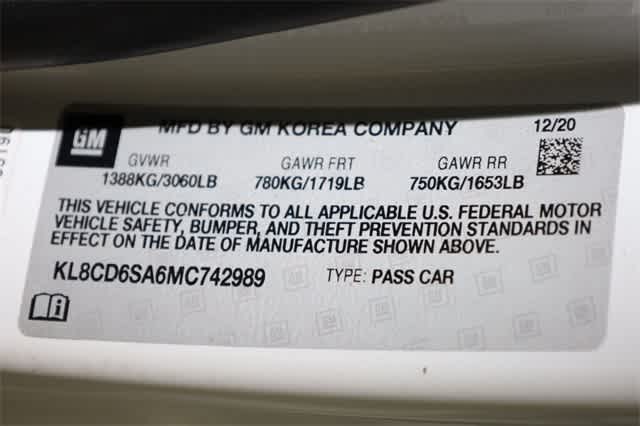 GM
MFD BY GM KOREA COMPANY 12/20
GVWR GAWR FRT GAWR RR
1388KG/3060LB 780KG/1719LB 750KG/1653LB
THIS VEHICLE CONFORMS TO ALL APPLICABLE U.S. FEDERAL MOTOR
VEHICLE SAFETY, BUMPER, AND THEFT PREVENTION STANDARDS IN
EFFECT ON THE DATE OF MANUFACTURE SHOWN ABOVE.
KL8CD6SA6MC742989 TYPE: PASS CAR